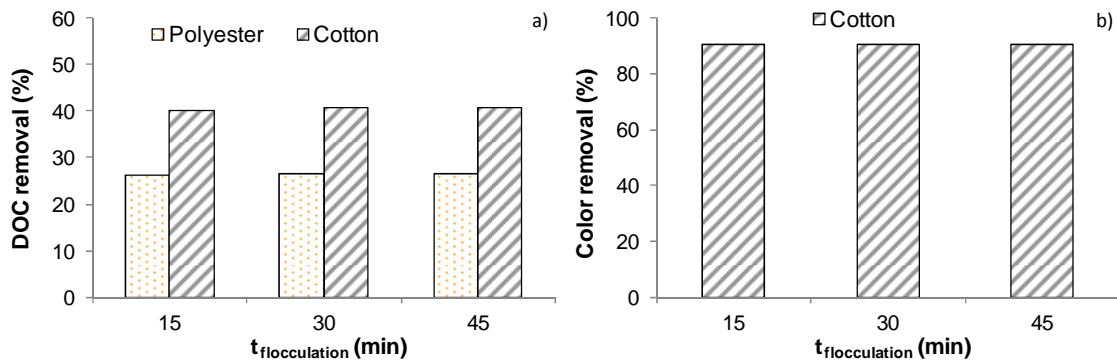 a)
Polyester Cotton
DOC removal (%)
60
50
40
30
20
10
0
15 30 45
tflocculation (min)
b)
Cotton
Color removal (%)
100
80
60
40
20
0
15 30 45
tflocculation (min)